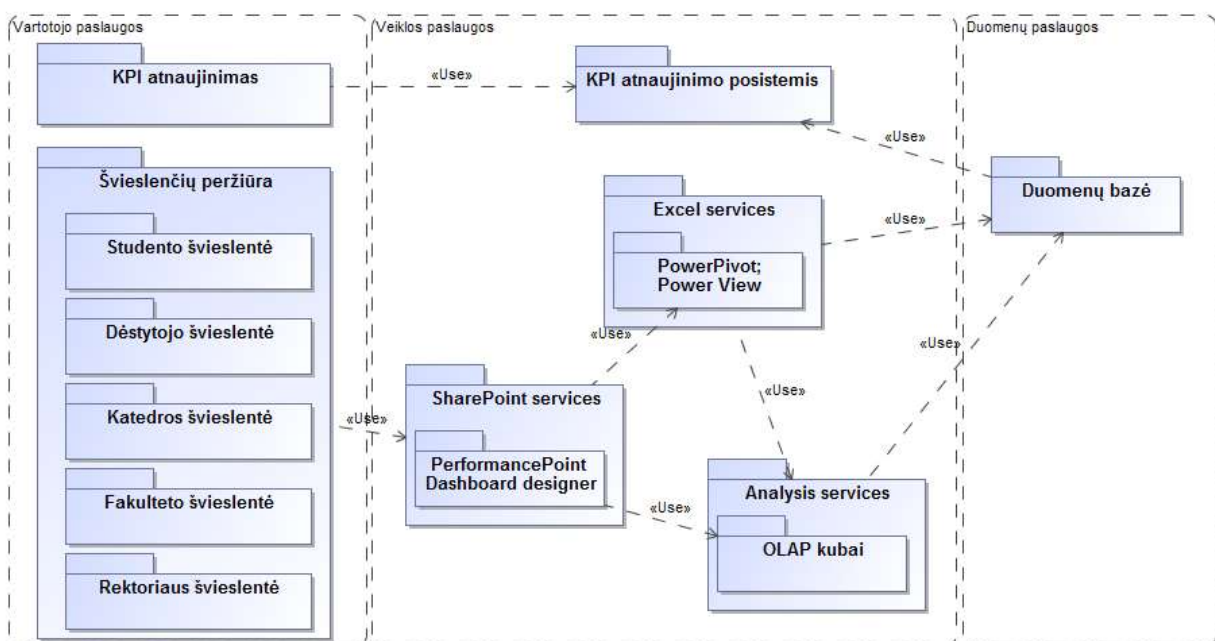 Vartotojo paslaugos
KPI atnaujinimas
Švieslenčių peržiūra
Studento švieslentė
Dėstytojo švieslentė
Katedros švieslentė
Fakulteto švieslentė
Rektoriaus švieslentė
«Use»
«Use»
Veiklos paslaugos
KPI atnaujinimo posistemis
«Use»
Excel services
PowerPivot;
Power View
«Use»
«Use»
SharePoint services
PerformancePoint
Dashboard designer
«Use»
«Use»
Analysis services
OLAP kubai
«Use»
Duomenų paslaugos
Duomenų bazė